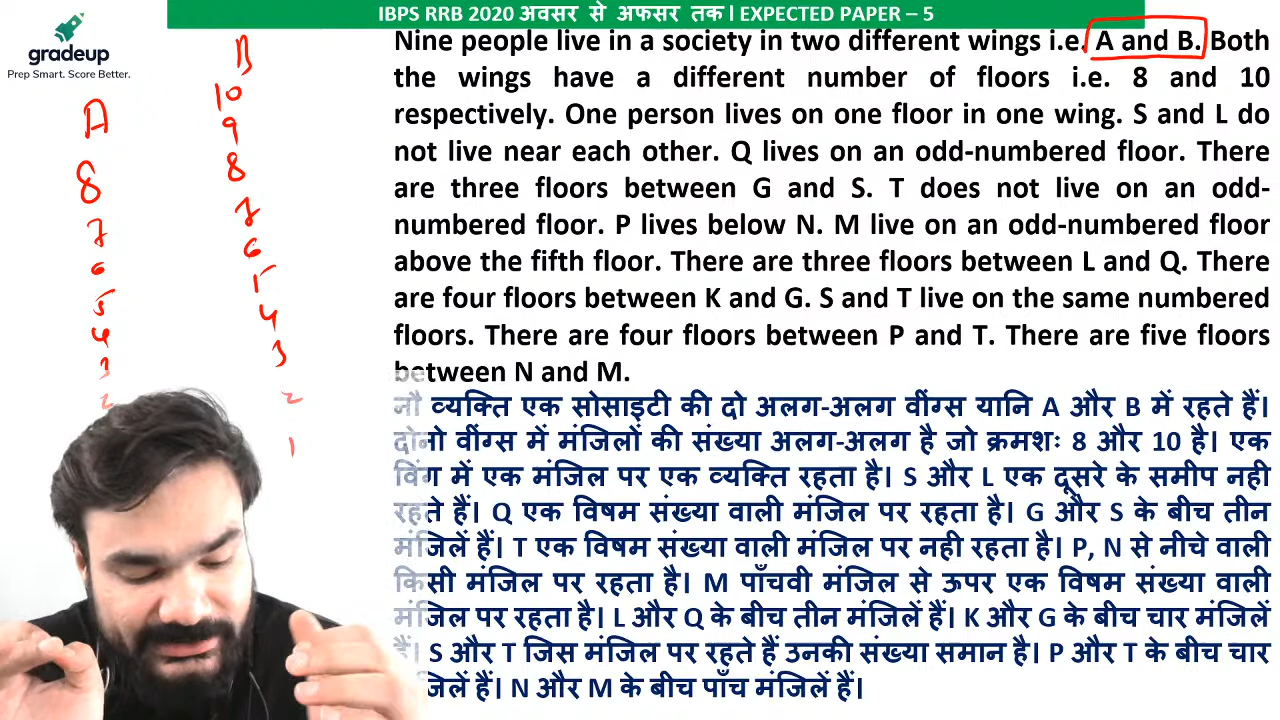 IBPS RRB 2020 अवसर से अफसर तक। EXPECTED PAPER – 5
gradeup
Prep Smart. Score Better.
A
8
7
6
5
4
3
2
B
10
9
8
7
6
5
4
3
2
1
Nine people live in a society in two different wings i.e. A and B. Both
the wings have a different number of floors i.e. 8 and 10
respectively. One person lives on one floor in one wing. S and L do
not live near each other. Q lives on an odd-numbered floor. There
are three floors between G and S. T does not live on an odd-
numbered floor. P lives below N. M live on an odd-numbered floor
above the fifth floor. There are three floors between L and Q. There
are four floors between K and G. S and T live on the same numbered
floors. There are four floors between P and T. There are five floors
between N and M.
नौ व्यक्ति एक सोसाइटी की दो अलग-अलग वींग्स यानि A और B में रहते हैं।
दोनो वींग्स में मंजिलों की संख्या अलग-अलग है जो क्रमशः 8 और 10 है। एक
विंग में एक मंजिल पर एक व्यक्ति रहता है। S और L एक दूसरे के समीप नही
रहते हैं। Q एक विषम संख्या वाली मंजिल पर रहता है। G और S के बीच तीन
मंजिलें हैं। T एक विषम संख्या वाली मंजिल पर नही रहता है। P, N से नीचे वाली
किसी मंजिल पर रहता है। M पाँचवी मंजिल से ऊपर एक विषम संख्या वाली
मंजिल पर रहता है। L और Q के बीच तीन मंजिलें हैं। K और G के बीच चार मंजिलें
हैं। S और T जिस मंजिल पर रहते हैं उनकी संख्या समान है। P और T के बीच चार
मंजिलें हैं। N और M के बीच पाँच मंजिलें हैं।